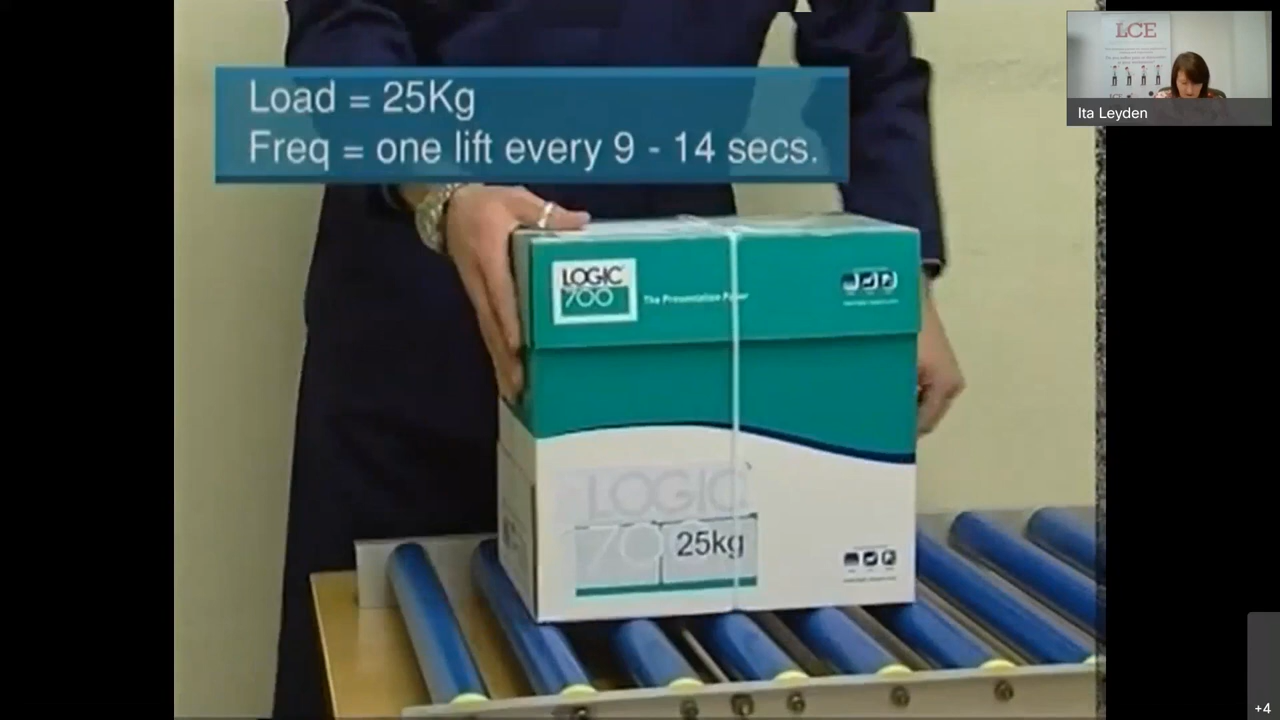 Load = 25Kg
Freq = one lift every 9 - 14 secs.
LCE
Ita Leyden
LOGIC
700
The Presentation Paper
LOGIC
700
25kg
+4